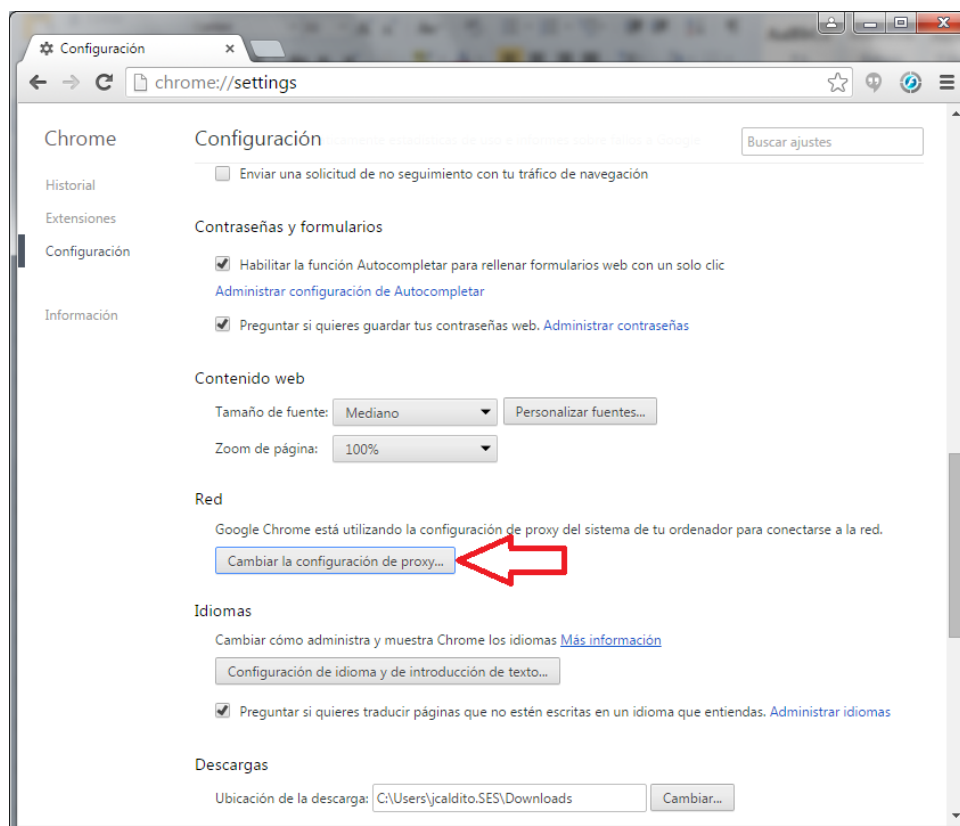 Configuración
chrome://settings
Chrome
Configuración
Buscar ajustes
Historial
Extensiones
Configuración
Información
Enviar una solicitud de no seguimiento con tu tráfico de navegación
Contraseñas y formularios
Habilitar la función Autocompletar para rellenar formularios web con un solo clic
Administrar configuración de Autocompletar
Preguntar si quieres guardar tus contraseñas web. Administrar contraseñas
Contenido web
Tamaño de fuente: Mediano Personalizar fuentes...
Zoom de página: 100%
Red
Google Chrome está utilizando la configuración de proxy del sistema de tu ordenador para conectarse a la red.
Cambiar la configuración de proxy...
Idiomas
Cambiar cómo administra y muestra Chrome los idiomas Más información
Configuración de idioma y de introducción de texto...
Preguntar si quieres traducir páginas que no estén escritas en un idioma que entiendas. Administrar idiomas
Descargas
Ubicación de la descarga: C:\Users\jcaldito.SES\Downloads Cambiar...